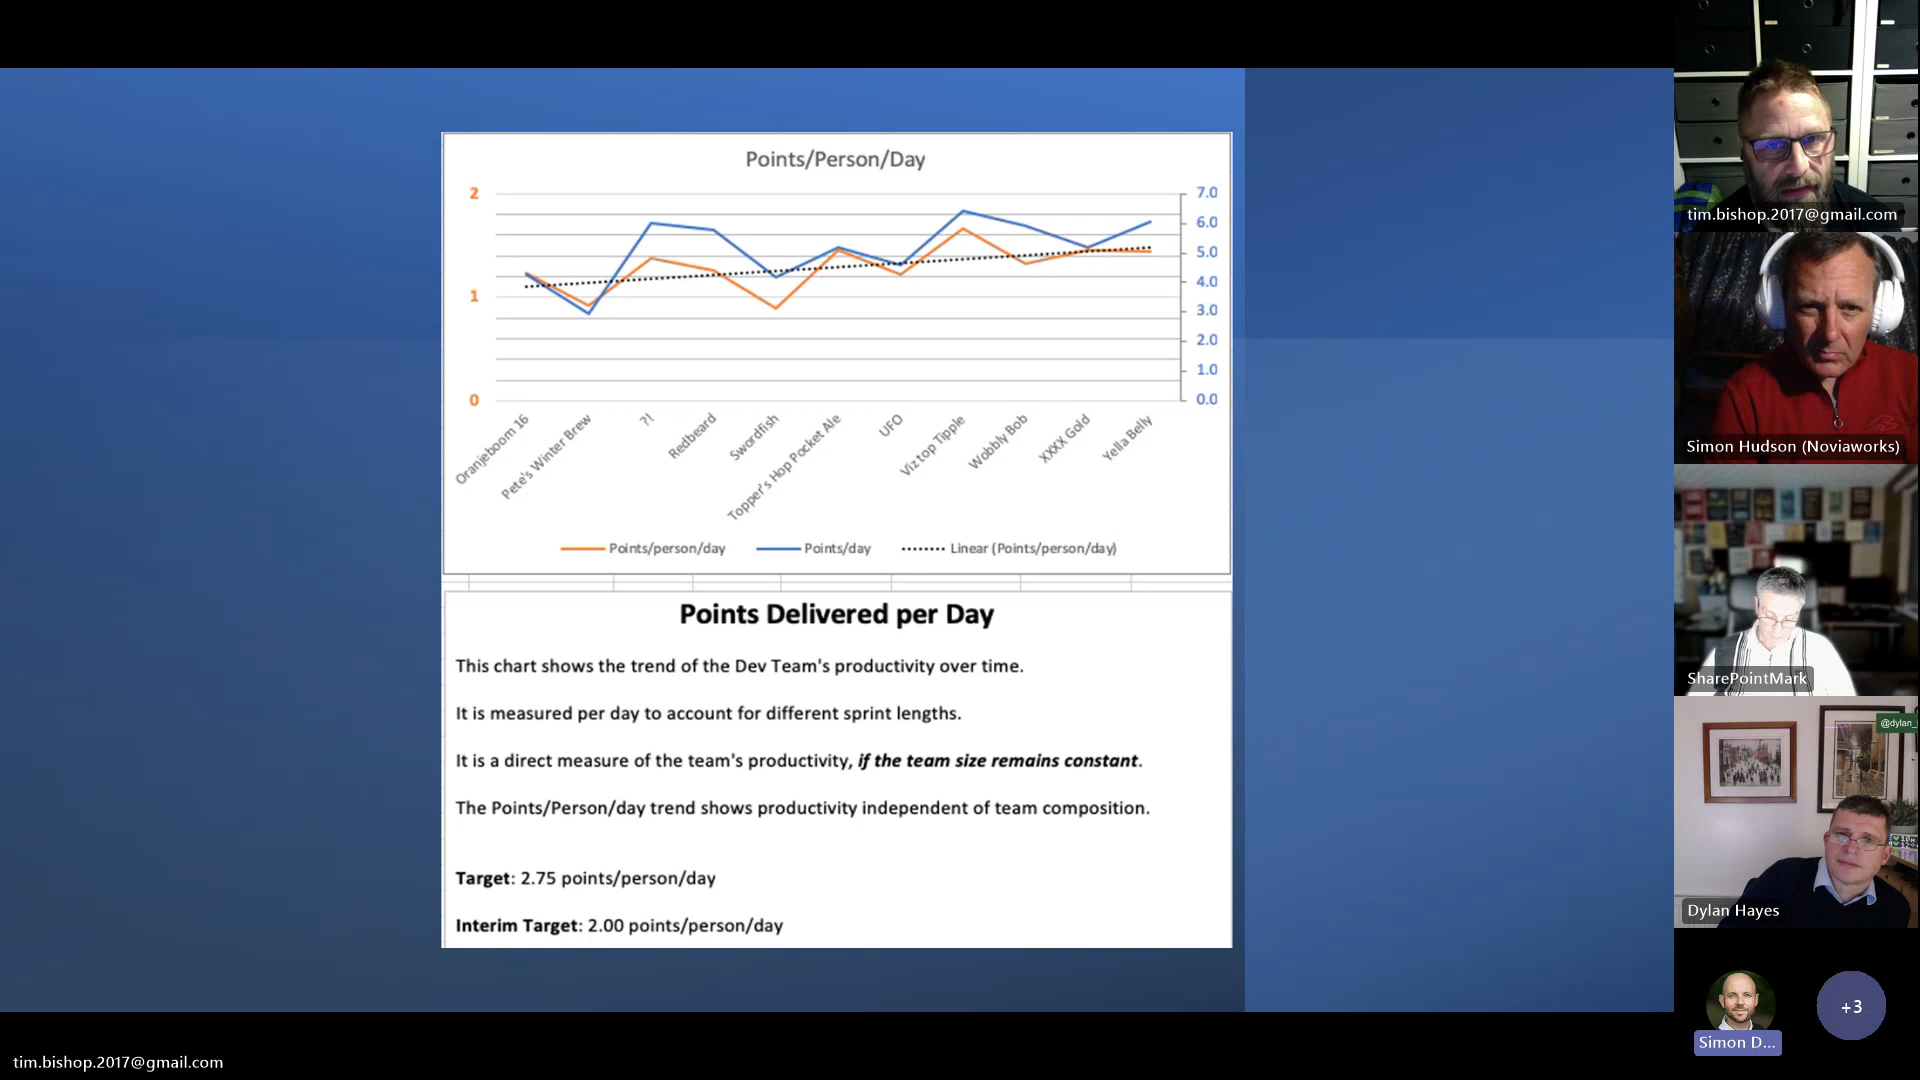 Points/Person/Day
2
1
0
7.0
6.0
5.0
4.0
3.0
2.0
1.0
0.0
Oranjeboom 16
Pete's Winter Brew
?!
Redbeard
Swordfish
Topper's Hop Pocket Ale
UFO
Viz top Tipple
Wobbly Bob
XXXX Gold
Yella Belly
Points/person/day
Points/day
Linear (Points/person/day)
Points Delivered per Day
This chart shows the trend of the Dev Team's productivity over time.
It is measured per day to account for different sprint lengths.
It is a direct measure of the team's productivity, if the team size remains constant.
The Points/Person/day trend shows productivity independent of team composition.
Target: 2.75 points/person/day
Interim Target: 2.00 points/person/day
tim.bishop.2017@gmail.com
Simon Hudson (Noviaworks)
SharePointMark
@dylan_
Dylan Hayes
Simon D...
+3
tim.bishop.2017@gmail.com